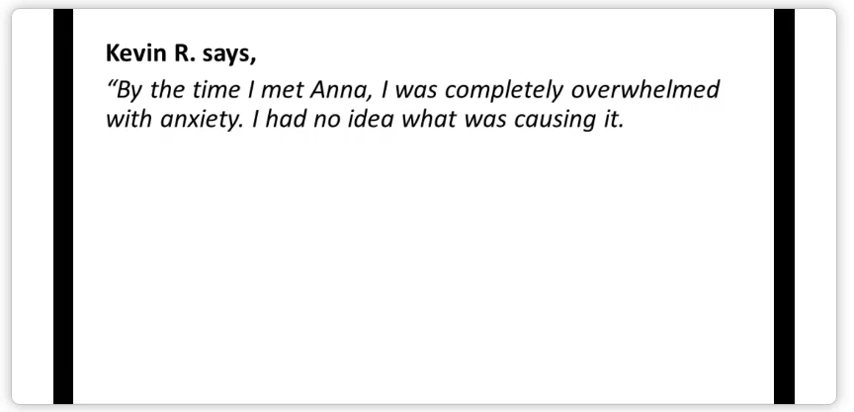 Kevin R. says,
“By the time I met Anna, I was completely overwhelmed
with anxiety. I had no idea what was causing it.